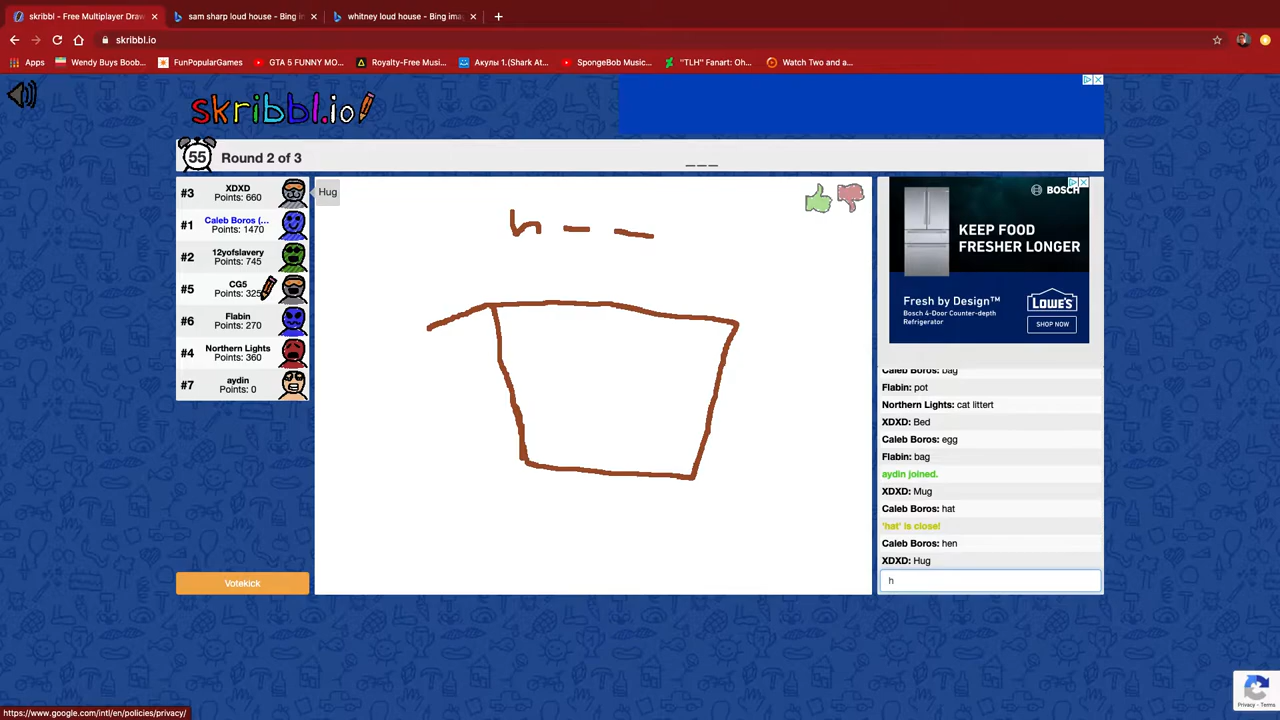 skribbl - Free Multiplayer Draw
sam sharp loud house - Bing in
whitney loud house - Bing ima
skribbl.io
Apps
Wendy Buys Boob...
FunPopularGames
GTA 5 FUNNY MO...
Royalty-Free Musi...
Акулы 1.(Shark At...
SpongeBob Music...
"TLH" Fanart: Oh...
Watch Two and a...
skribbl.io
55
Round 2 of 3
___
#3
XDXD
Points: 660
Hug
#1
Caleb Boros (...
Points: 1470
#2
12yofslavery
Points: 745
#5
CG5
Points: 325
#6
Flabin
Points: 270
#4
Northern Lights
Points: 360
#7
aydin
Points: 0
Votekick
h _ _
BOSCH
KEEP FOOD
FRESHER LONGER
Fresh by Design™
Bosch 4-Door Counter-depth
Refrigerator
LOWE'S
SHOP NOW
Caleb Boros: bag
Flabin: pot
Northern Lights: cat littert
XDXD: Bed
Caleb Boros: egg
Flabin: bag
aydin joined.
XDXD: Mug
Caleb Boros: hat
'hat' is close!
Caleb Boros: hen
XDXD: Hug
h
Privacy - Terms
https://www.google.com/intl/en/policies/privacy/